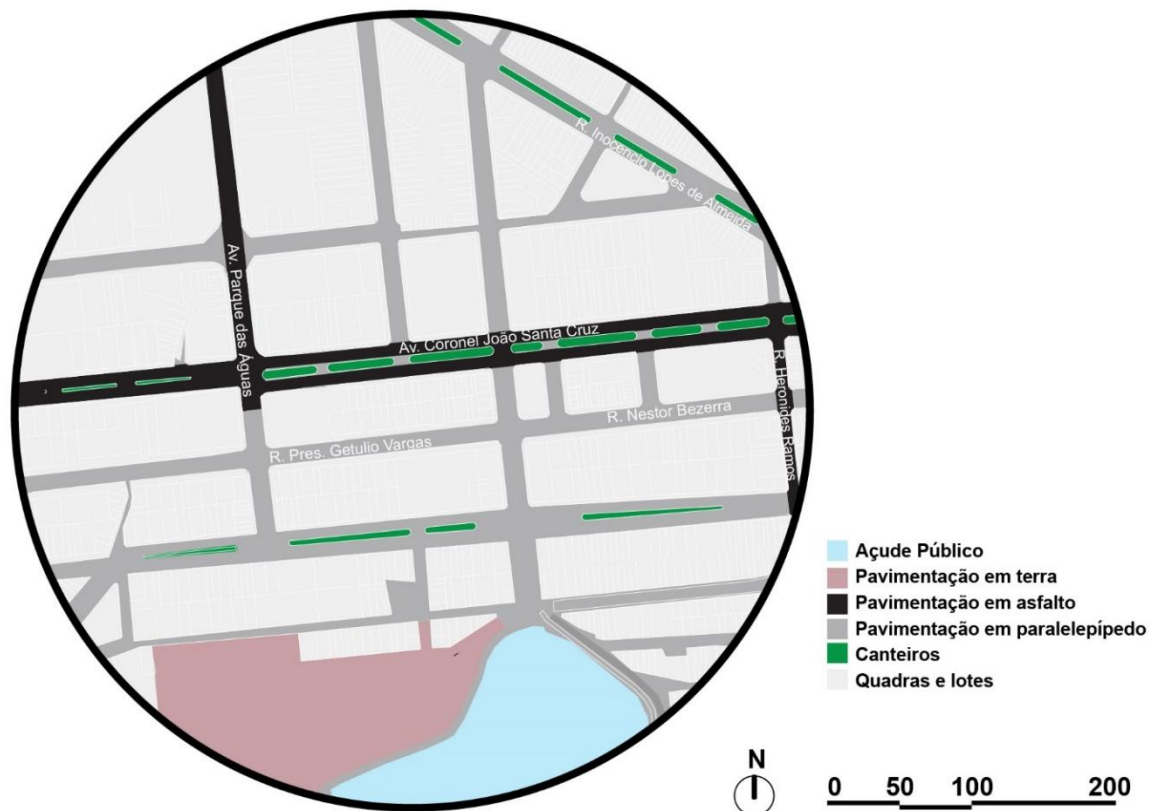 R. Inocencio Lopes de Almeida
Av. Parque das Águas
Av. Coronel João Santa Cruz
R. Heronides Ramos
R. Nestor Bezerra
R. Pres. Getulio Vargas
Açude Público
Pavimentação em terra
Pavimentação em asfalto
Pavimentação em paralelepípedo
Canteiros
Quadras e lotes
N
0 50 100 200